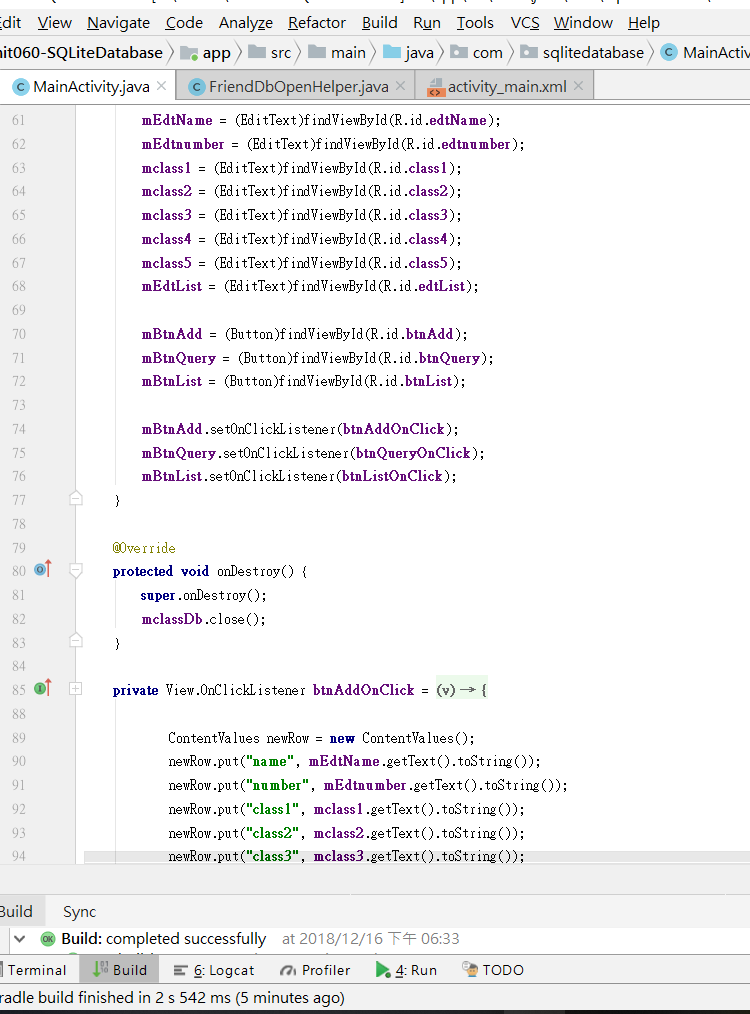 View Navigate Code Analyze Refactor Build Run Tools VCS Window Help
app src main java com sqlitedatabase
MainActivity.java FriendDbOpenHelper.java activity_main.xml
61 mEdtName = (EditText)findViewById(R.id.edtName);
62 mEdtnumber = (EditText)findViewById(R.id.edtnumber);
63 mclass1 = (EditText)findViewById(R.id.class1);
64 mclass2 = (EditText)findViewById(R.id.class2);
65 mclass3 = (EditText)findViewById(R.id.class3);
66 mclass4 = (EditText)findViewById(R.id.class4);
67 mclass5 = (EditText)findViewById(R.id.class5);
68 mEdtList = (EditText)findViewById(R.id.edtList);
69
70 mBtnAdd = (Button)findViewById(R.id.btnAdd);
71 mBtnQuery = (Button)findViewById(R.id.btnQuery);
72 mBtnList = (Button)findViewById(R.id.btnList);
73
74 mBtnAdd.setOnClickListener(btnAddOnClick);
75 mBtnQuery.setOnClickListener(btnQueryOnClick);
76 mBtnList.setOnClickListener(btnListOnClick);
77 }
78
79 @Override
80 protected void onDestroy() {
81 super.onDestroy();
82 mclassDb.close();
83 }
84
85 private View.OnClickListener btnAddOnClick = (v) → {
88
89 ContentValues newRow = new ContentValues();
90 newRow.put("name", mEdtName.getText().toString());
91 newRow.put("number", mEdtnumber.getText().toString());
92 newRow.put("class1", mclass1.getText().toString());
93 newRow.put("class2", mclass2.getText().toString());
94 newRow.put("class3", mclass3.getText().toString());
Build Sync
Build: completed successfully at 2018/12/16 下午 06:33
Terminal Build 6: Logcat Profiler 4: Run TODO
radle build finished in 2 s 542 ms (5 minutes ago)